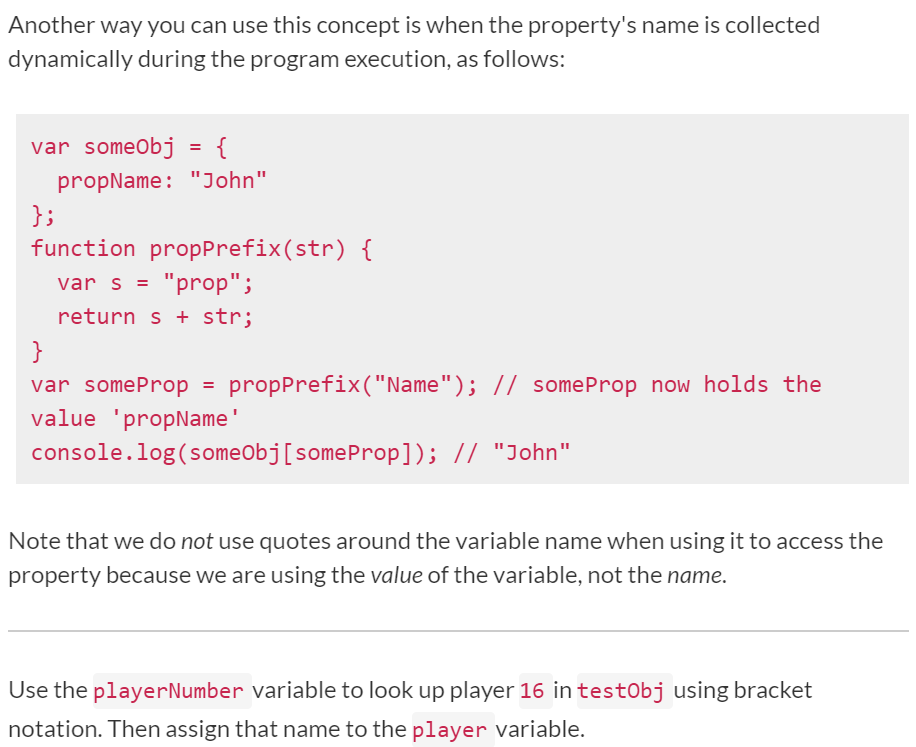 Another way you can use this concept is when the property's name is collected
dynamically during the program execution, as follows:
var someObj = {
  propName: "John"
};
function propPrefix(str) {
  var s = "prop";
  return s + str;
}
var someProp = propPrefix("Name"); // someProp now holds the
value 'propName'
console.log(someObj[someProp]); // "John"
Note that we do not use quotes around the variable name when using it to access the
property because we are using the value of the variable, not the name.
Use the playerNumber variable to look up player 16 in testObj using bracket
notation. Then assign that name to the player variable.